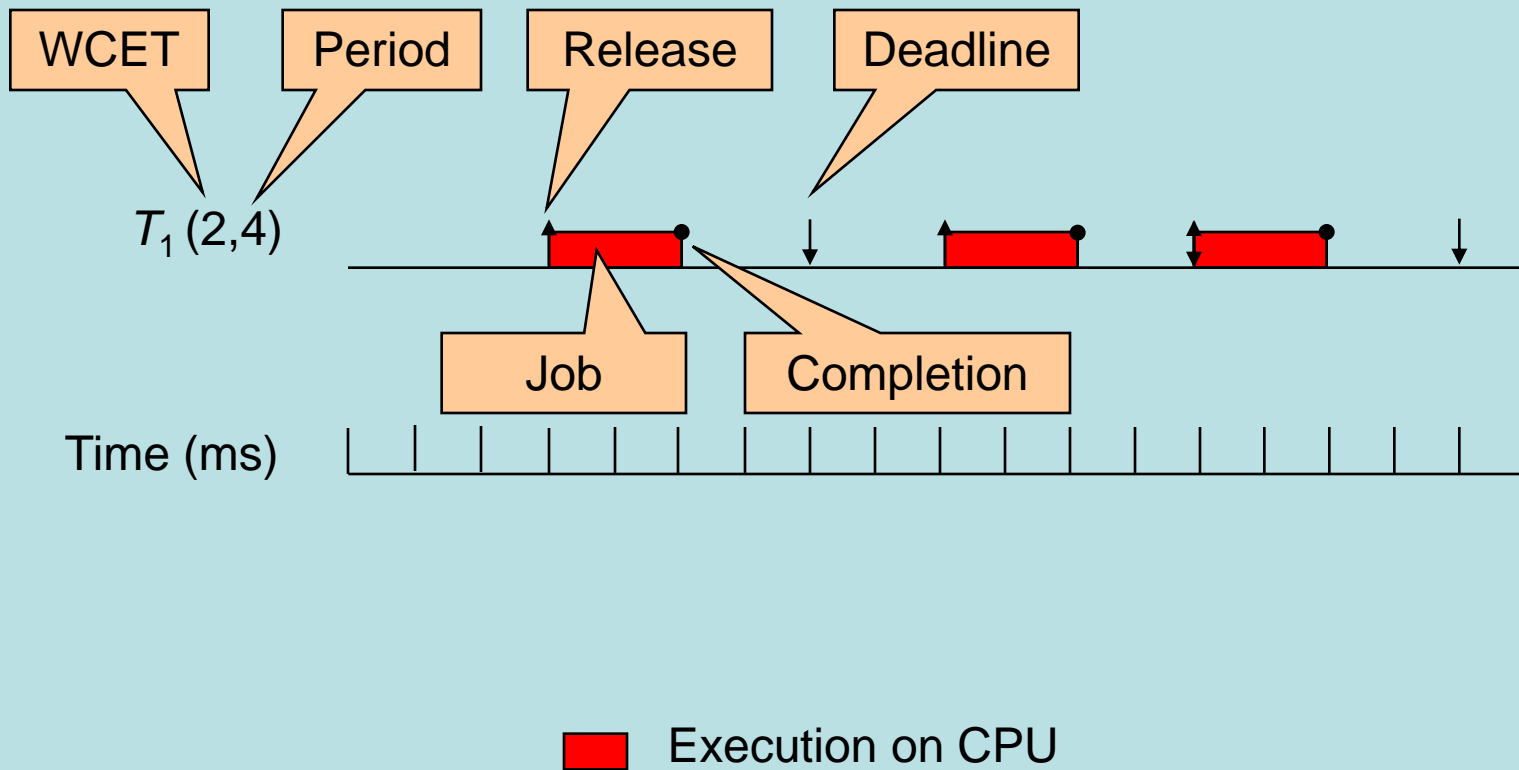 WCET Period Release Deadline
T1 (2,4)
Job Completion
Time (ms)
Execution on CPU